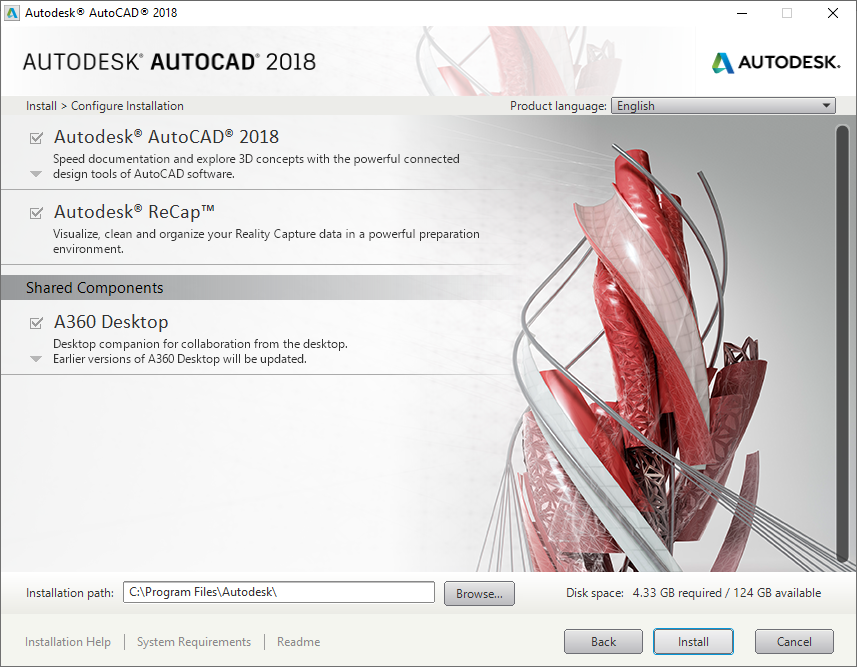 Autodesk® AutoCAD® 2018
AUTODESK® AUTOCAD® 2018
AUTODESK.
Install > Configure Installation
Product language: English
Autodesk® AutoCAD® 2018
Speed documentation and explore 3D concepts with the powerful connected
design tools of AutoCAD software.
Autodesk® ReCap™
Visualize, clean and organize your Reality Capture data in a powerful preparation
environment.
Shared Components
A360 Desktop
Desktop companion for collaboration from the desktop.
Earlier versions of A360 Desktop will be updated.
Installation path: C:\Program Files\Autodesk\ Browse... Disk space: 4.33 GB required / 124 GB available
Installation Help System Requirements Readme Back Install Cancel